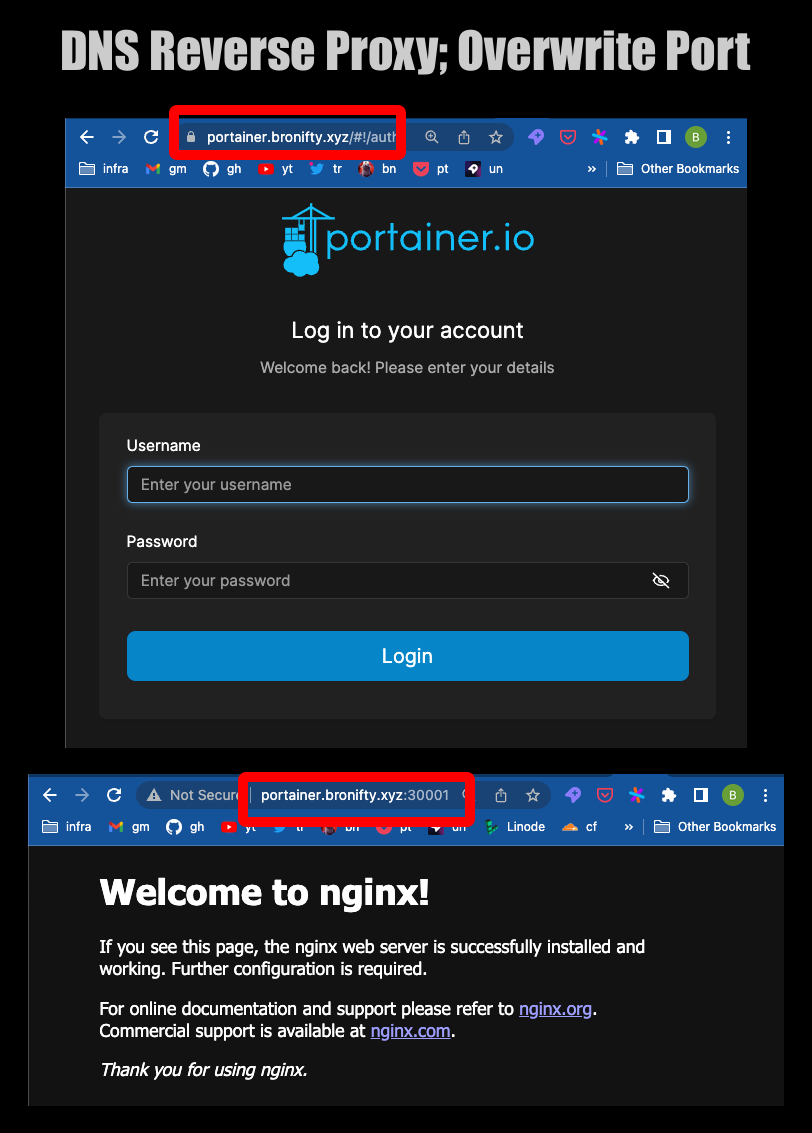 DNS Reverse Proxy; Overwrite Port
portainer.bronifty.xyz/#!/auth
B
infra gm gh yt tr bn pt un » Other Bookmarks
portainer.io
Log in to your account
Welcome back! Please enter your details
Username
Enter your username
Password
Enter your password
Login
Not Secure portainer.bronifty.xyz:30001
B
infra gm gh yt tr bn pt un Linode cf » Other Bookmarks
Welcome to nginx!
If you see this page, the nginx web server is successfully installed and
working. Further configuration is required.
For online documentation and support please refer to nginx.org.
Commercial support is available at nginx.com.
Thank you for using nginx.